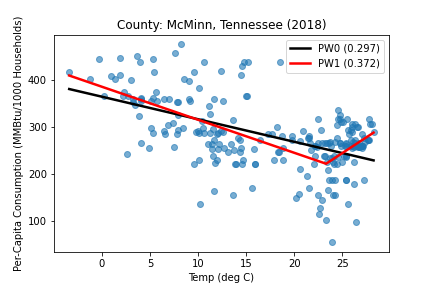 County: McMinn, Tennessee (2018)
PW0 (0.297)
PW1 (0.372)
Per-Capita Consumption (MMBtu/1000 Households)
400
300
200
100
0
5
10
15
20
25
Temp (deg C)